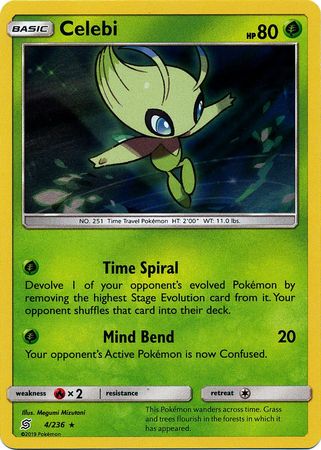 BASIC
Celebi
HP 80
NO. 251 Time Travel Pokémon HT: 2'00" WT: 11.0 lbs.
Time Spiral
Devolve 1 of your opponent's evolved Pokémon by
removing the highest Stage Evolution card from it. Your
opponent shuffles that card into their deck.
Mind Bend 20
Your opponent's Active Pokémon is now Confused.
weakness × 2 resistance retreat
Illus. Megumi Mizutani
4/236 ★
©2019 Pokémon
This Pokémon wanders across time. Grass
and trees flourish in the forests in which it
has appeared.